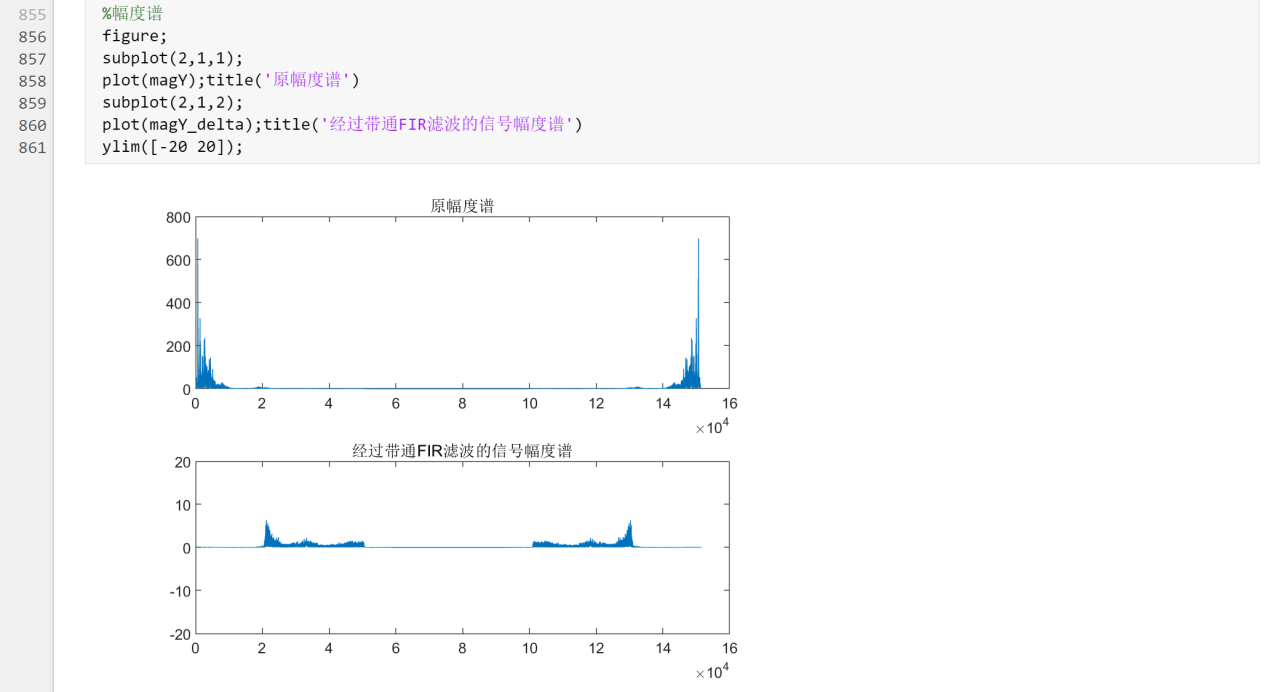 855 %幅度谱
856 figure;
857 subplot(2,1,1);
858 plot(magY);title('原幅度谱')
859 subplot(2,1,2);
860 plot(magY_delta);title('经过带通FIR滤波的信号幅度谱')
861 ylim([-20 20]);
原幅度谱
800
600
400
200
0
0 2 4 6 8 10 12 14 16
×10⁴
经过带通FIR滤波的信号幅度谱
20
10
0
-10
-20
0 2 4 6 8 10 12 14 16
×10⁴